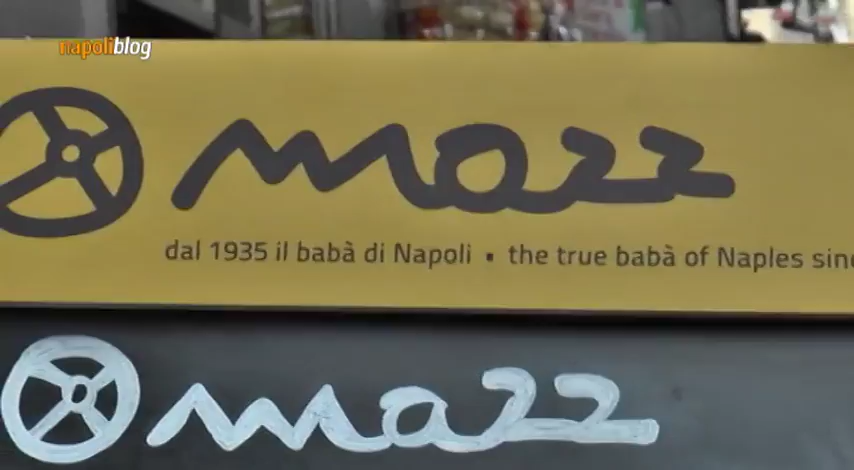 napoliblog
mazz
dal 1935 il babà di Napoli ▪ the true babà of Naples sinc
mazz